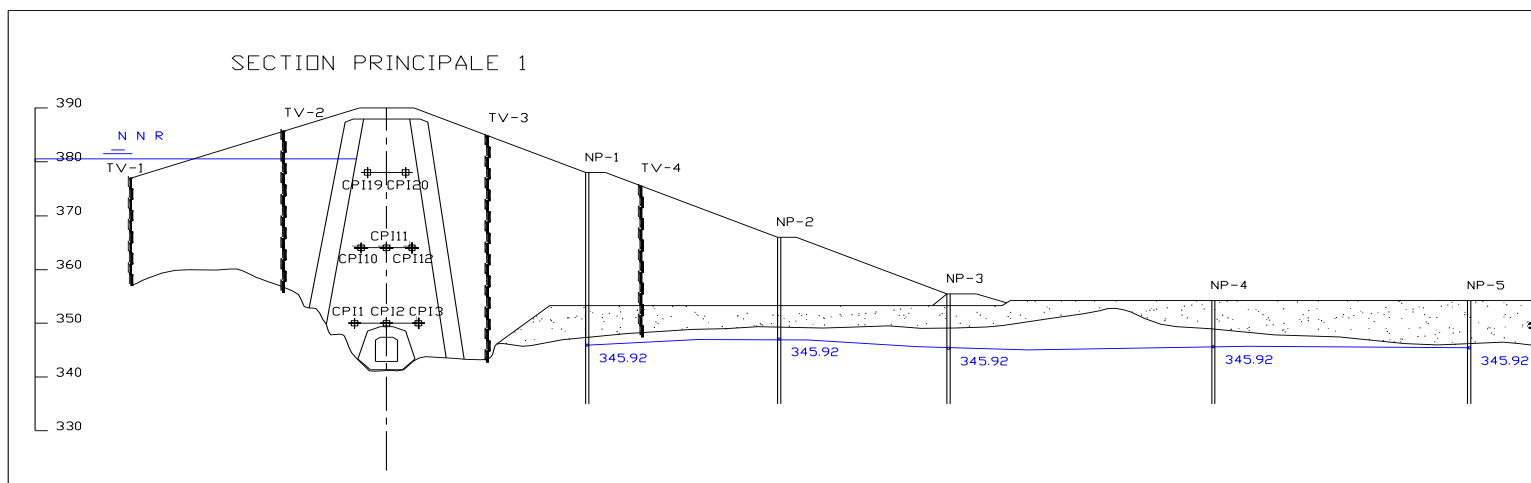 SECTION PRINCIPALE 1
390
380
370
360
350
340
330
N N R
TV-1
TV-2
TV-3
NP-1
TV-4
NP-2
NP-3
NP-4
NP-5
CPI19 CPI20
CPI11
CPI10 CPI12
CPI1 CPI2 CPI3
345.92
345.92
345.92
345.92
345.92